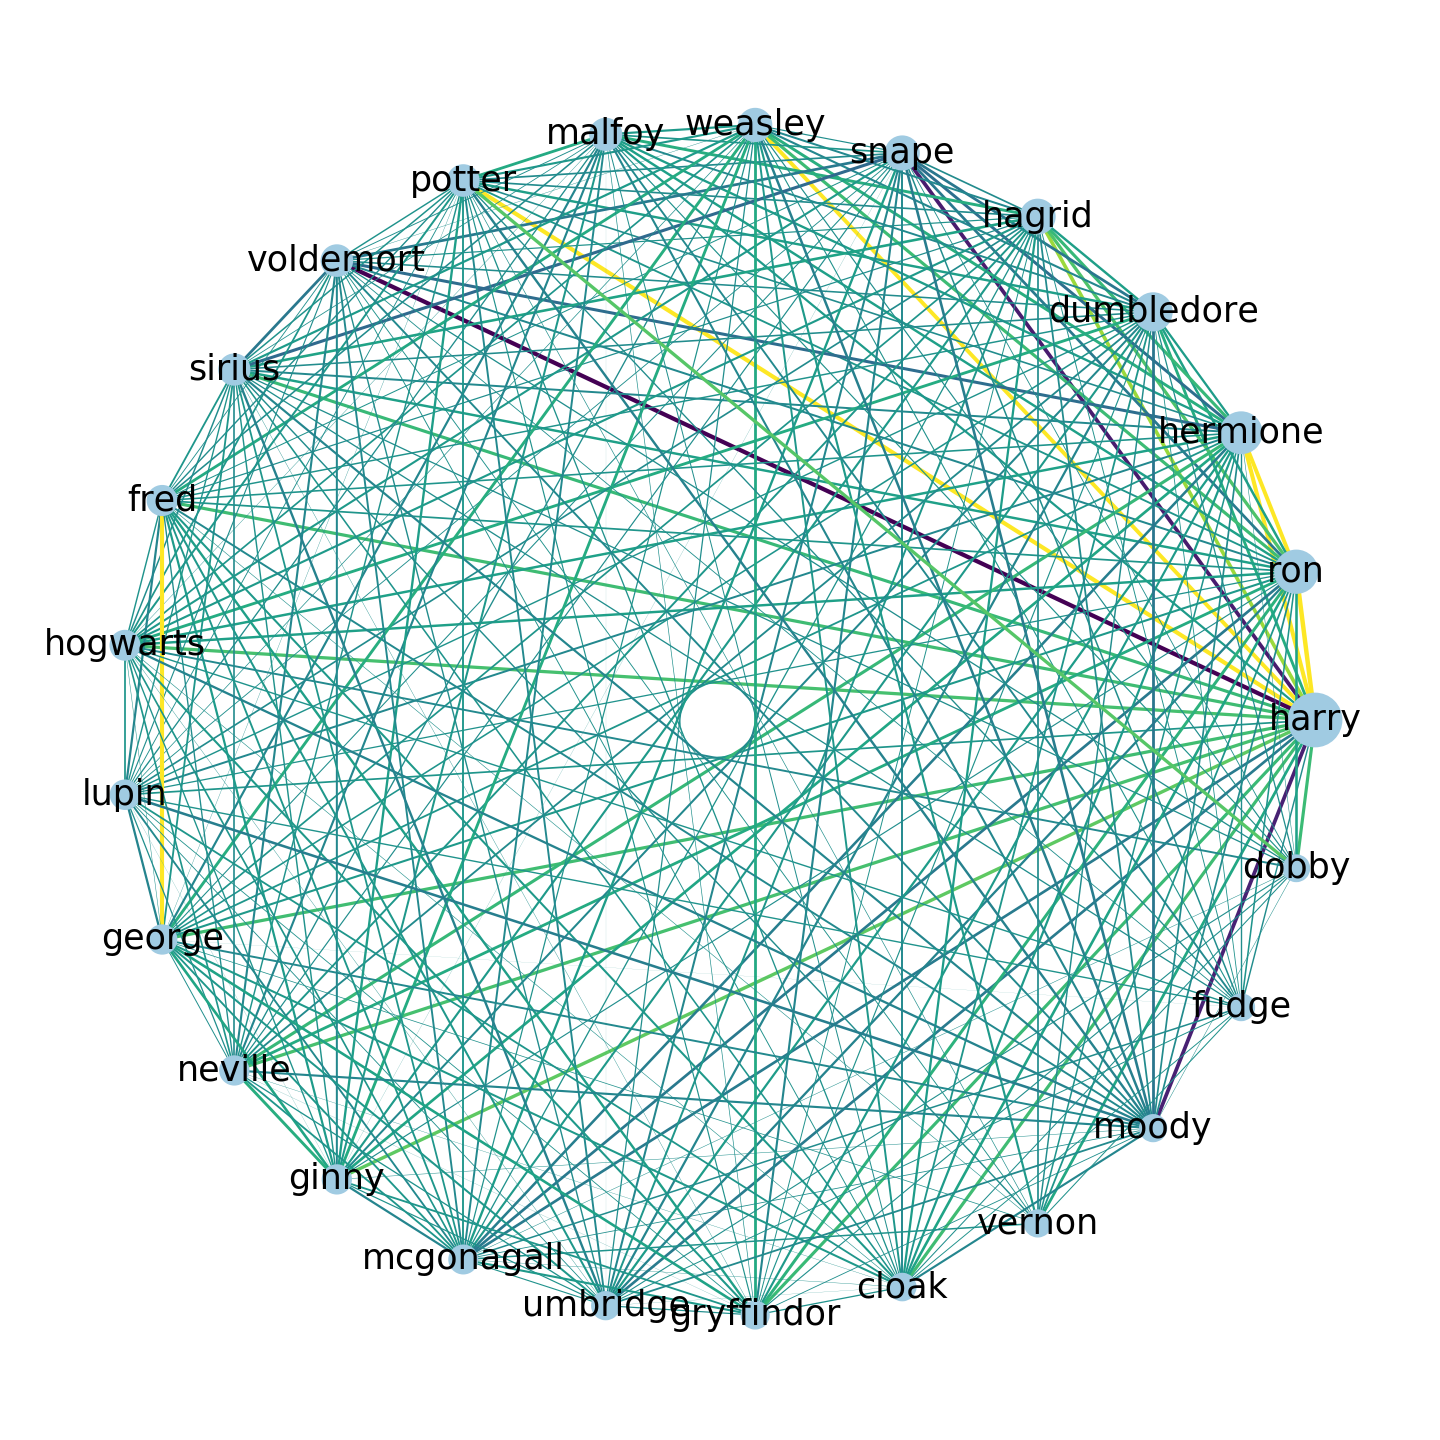 weasley
malfoy
snape
potter
hagrid
voldemort
dumbledore
sirius
hermione
fred
ron
hogwarts
harry
lupin
dobby
george
fudge
neville
moody
ginny
vernon
mcgonagall
cloak
umbridge
gryffindor